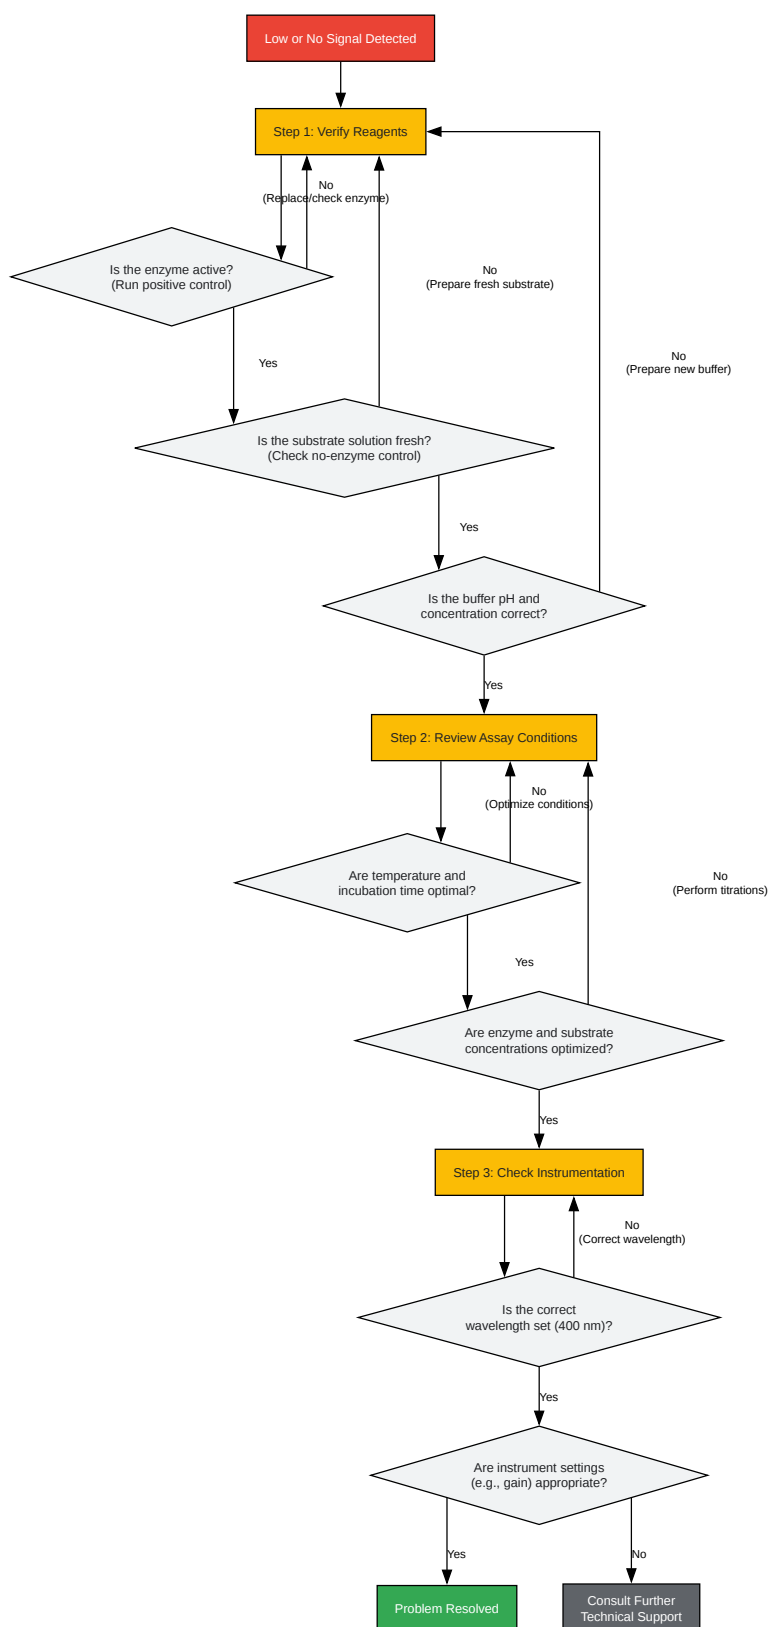 Low or No Signal Detected
Step 1: Verify Reagents
No
(Replace/check enzyme)
Is the enzyme active?
(Run positive control)
No
(Prepare fresh substrate)
No
(Prepare new buffer)
Yes
Is the substrate solution fresh?
(Check no-enzyme control)
Yes
Is the buffer pH and
concentration correct?
Yes
Step 2: Review Assay Conditions
No
(Optimize conditions)
Are temperature and
incubation time optimal?
No
(Perform titrations)
Yes
Are enzyme and substrate
concentrations optimized?
Yes
Step 3: Check Instrumentation
No
(Correct wavelength)
Is the correct
wavelength set (400 nm)?
Yes
Are instrument settings
(e.g., gain) appropriate?
Yes
No
Problem Resolved
Consult Further
Technical Support